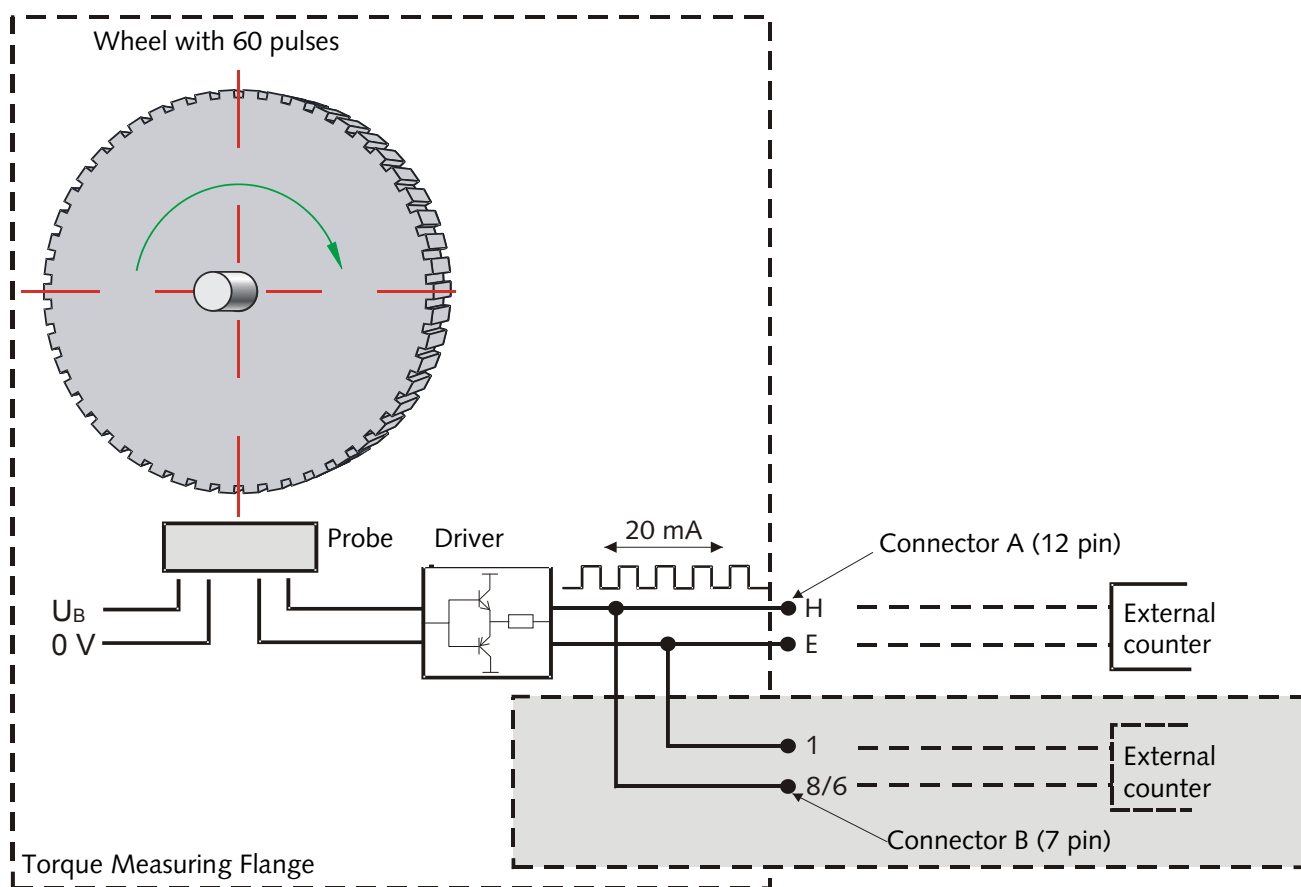 Wheel with 60 pulses
Probe
Driver
20 mA
Connector A (12 pin)
UB
0 V
H
E
External
counter
1
8/6
External
counter
Connector B (7 pin)
Torque Measuring Flange